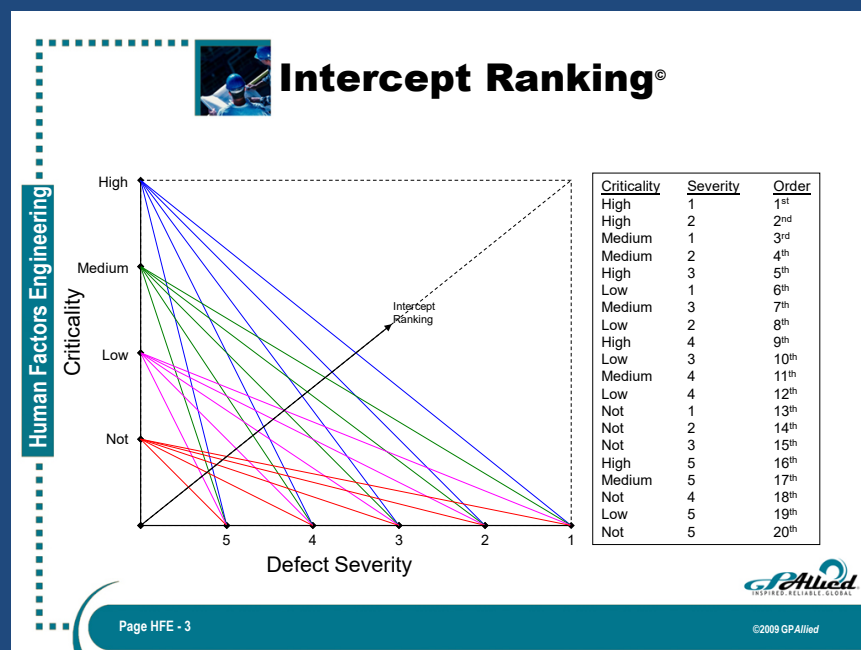 Intercept Ranking©
Human Factors Engineering
Criticality
High
Medium
Low
Not
Intercept
Ranking
5 4 3 2 1
Defect Severity
Criticality Severity Order
High 1 1st
High 2 2nd
Medium 1 3rd
Medium 2 4th
High 3 5th
Low 1 6th
Medium 3 7th
Low 2 8th
High 4 9th
Low 3 10th
Medium 4 11th
Low 4 12th
Not 1 13th
Not 2 14th
Not 3 15th
High 5 16th
Medium 5 17th
Not 4 18th
Low 5 19th
Not 5 20th
GPAllied
INSPIRED.RELIABLE.GLOBAL
Page HFE - 3
©2009 GPAllied